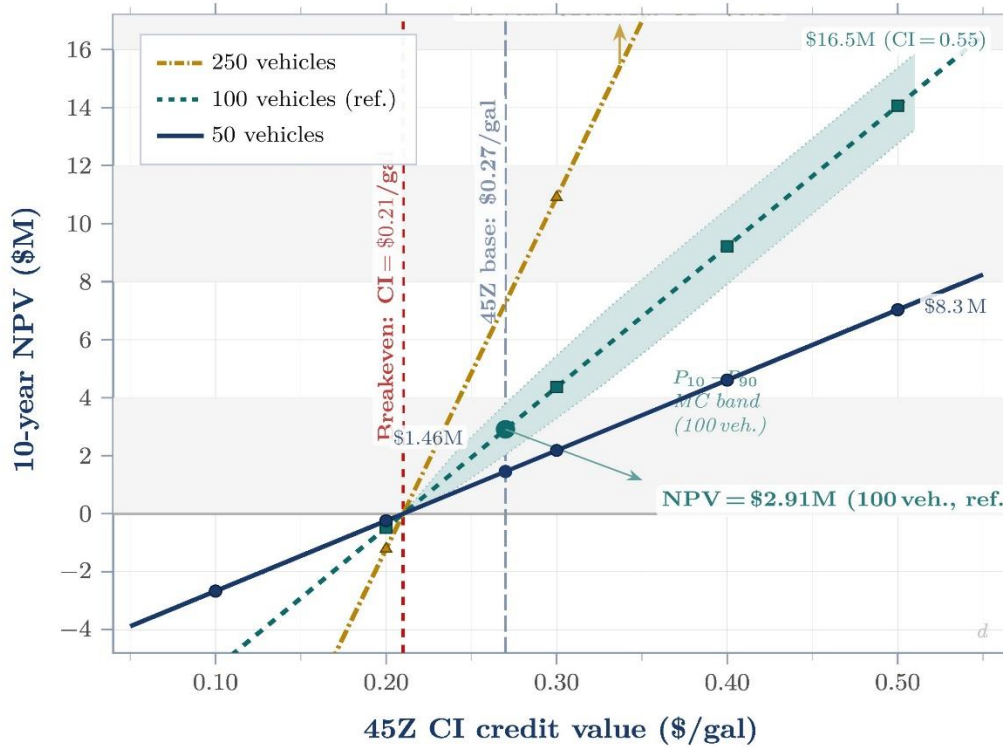 $16.5M (CI = 0.55)
250 vehicles
100 vehicles (ref.)
50 vehicles
Breakeven: CI = $0.21/gal
45Z base: $0.27/gal
10-year NPV ($M)
16
14
12
10
8
6
4
2
0
−2
−4
$8.3 M
P10 − P90
MC band
(100 veh.)
$1.46M
NPV = $2.91M (100 veh., ref.
d
0.10
0.20
0.30
0.40
0.50
45Z CI credit value ($/gal)